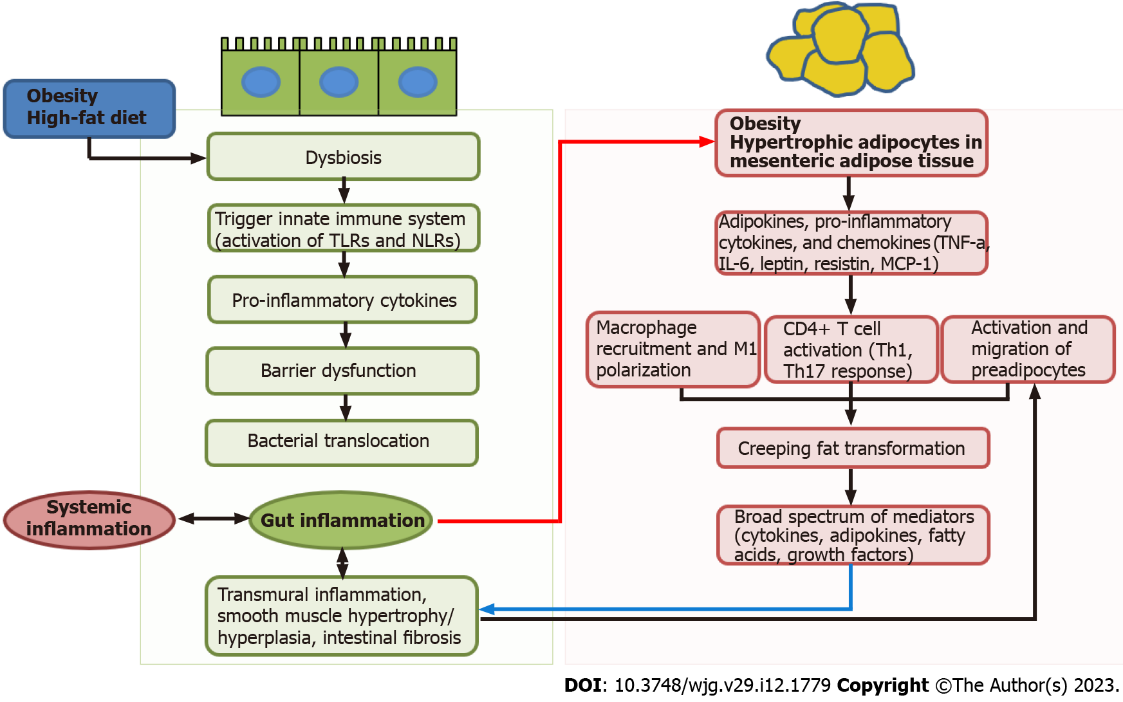 Obesity
High-fat diet
Dysbiosis
Trigger innate immune system
(activation of TLRs and NLRs)
Pro-inflammatory cytokines
Barrier dysfunction
Bacterial translocation
Systemic
inflammation
Gut inflammation
Transmural inflammation,
smooth muscle hypertrophy/
hyperplasia, intestinal fibrosis
Obesity
Hypertrophic adipocytes in
mesenteric adipose tissue
Adipokines, pro-inflammatory
cytokines, and chemokines (TNF-a,
IL-6, leptin, resistin, MCP-1)
Macrophage
recruitment and M1
polarization
CD4+ T cell
activation (Th1,
Th17 response)
Activation and
migration of
preadipocytes
Creeping fat transformation
Broad spectrum of mediators
(cytokines, adipokines, fatty
acids, growth factors)
DOI: 10.3748/wjg.v29.i12.1779 Copyright ©The Author(s) 2023.